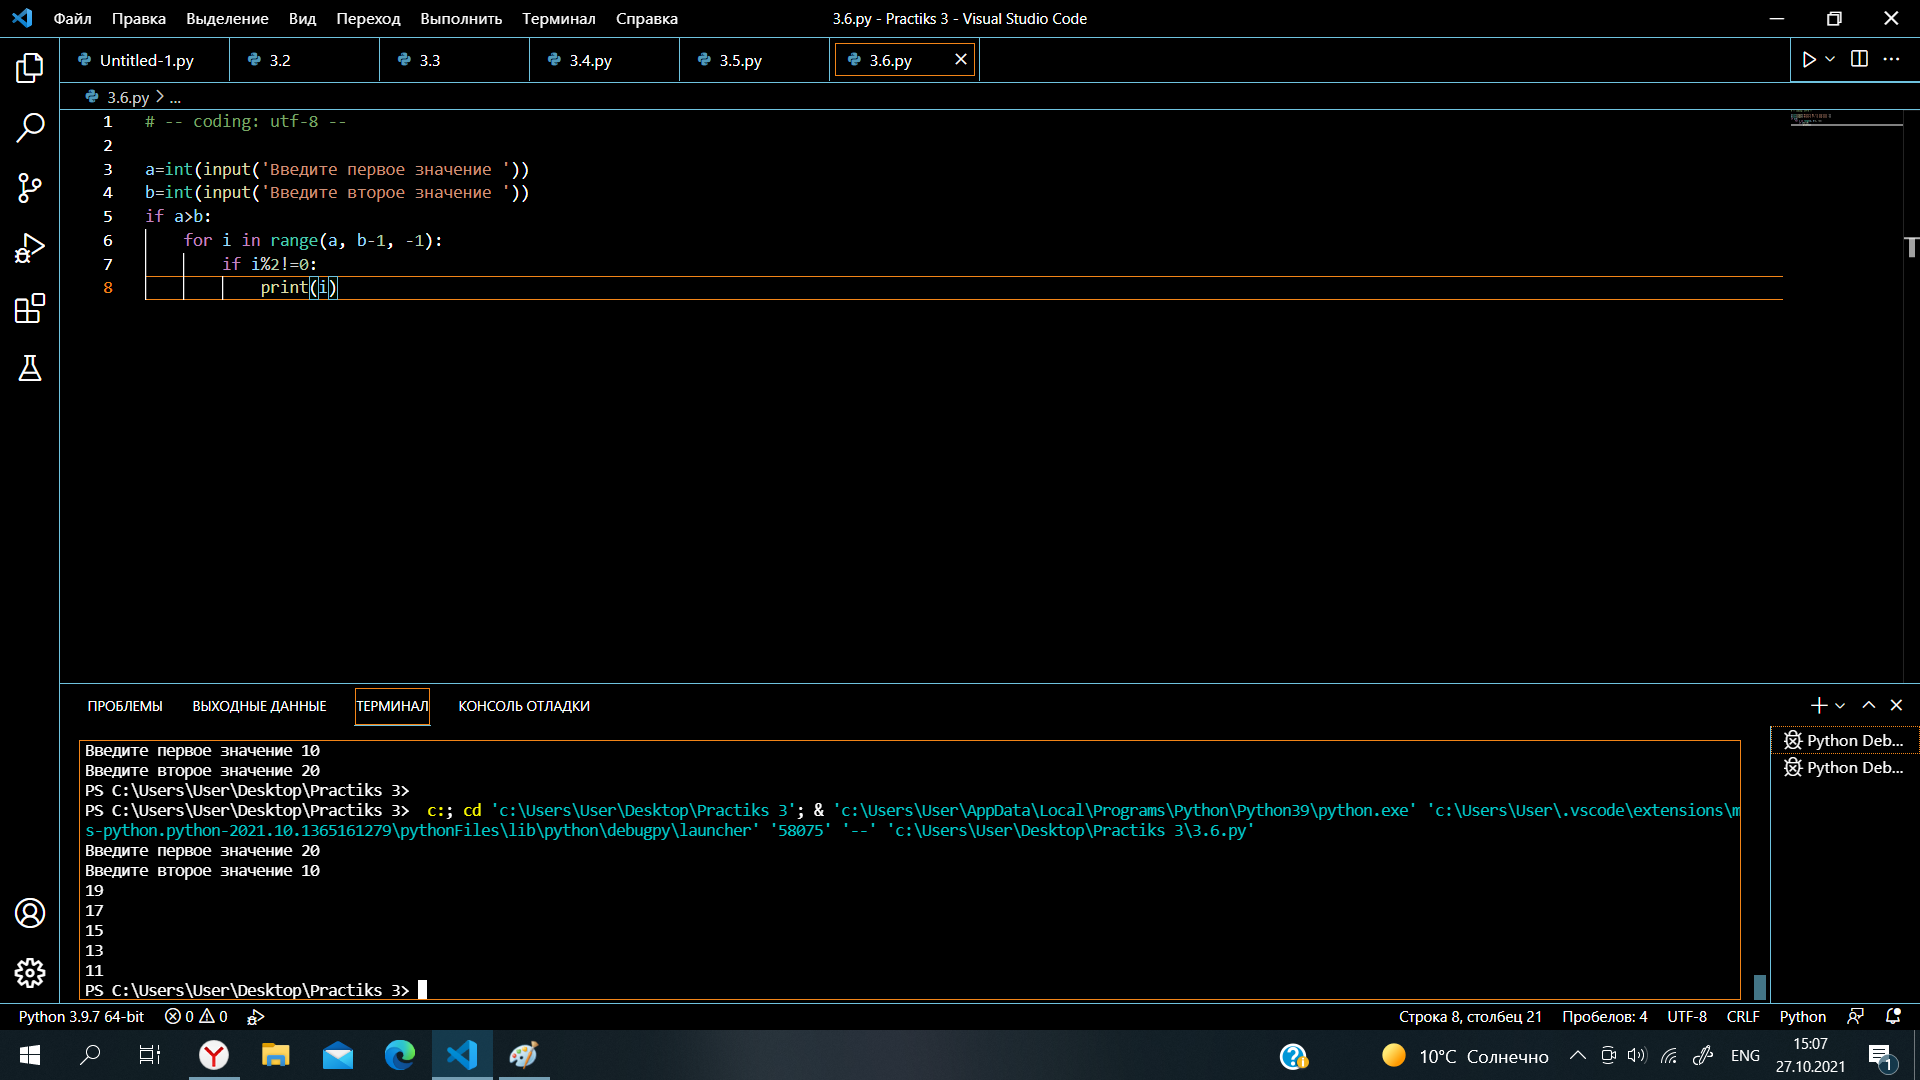 Файл Правка Выделение Вид Переход Выполнить Терминал Справка 3.6.py - Practiks 3 - Visual Studio Code
Untitled-1.py 3.2 3.3 3.4.py 3.5.py 3.6.py
3.6.py > ...
1 # -- coding: utf-8 --
2
3 a=int(input('Введите первое значение '))
4 b=int(input('Введите второе значение '))
5 if a>b:
6 for i in range(a, b-1, -1):
7 if i%2!=0:
8 print(i)
ПРОБЛЕМЫ ВЫХОДНЫЕ ДАННЫЕ ТЕРМИНАЛ КОНСОЛЬ ОТЛАДКИ
Введите первое значение 10
Введите второе значение 20
PS C:\Users\User\Desktop\Practiks 3>
PS C:\Users\User\Desktop\Practiks 3>  c:; cd 'c:\Users\User\Desktop\Practiks 3'; & 'c:\Users\User\AppData\Local\Programs\Python\Python39\python.exe' 'c:\Users\User\.vscode\extensions\m
s-python.python-2021.10.1365161279\pythonFiles\lib\python\debugpy\launcher' '58075' '--' 'c:\Users\User\Desktop\Practiks 3\3.6.py'
Введите первое значение 20
Введите второе значение 10
19
17
15
13
11
PS C:\Users\User\Desktop\Practiks 3>
Python Deb...
Python Deb...
Python 3.9.7 64-bit 0 0 Строка 8, столбец 21 Пробелов: 4 UTF-8 CRLF Python
10°C Солнечно ENG 15:07
27.10.2021 1